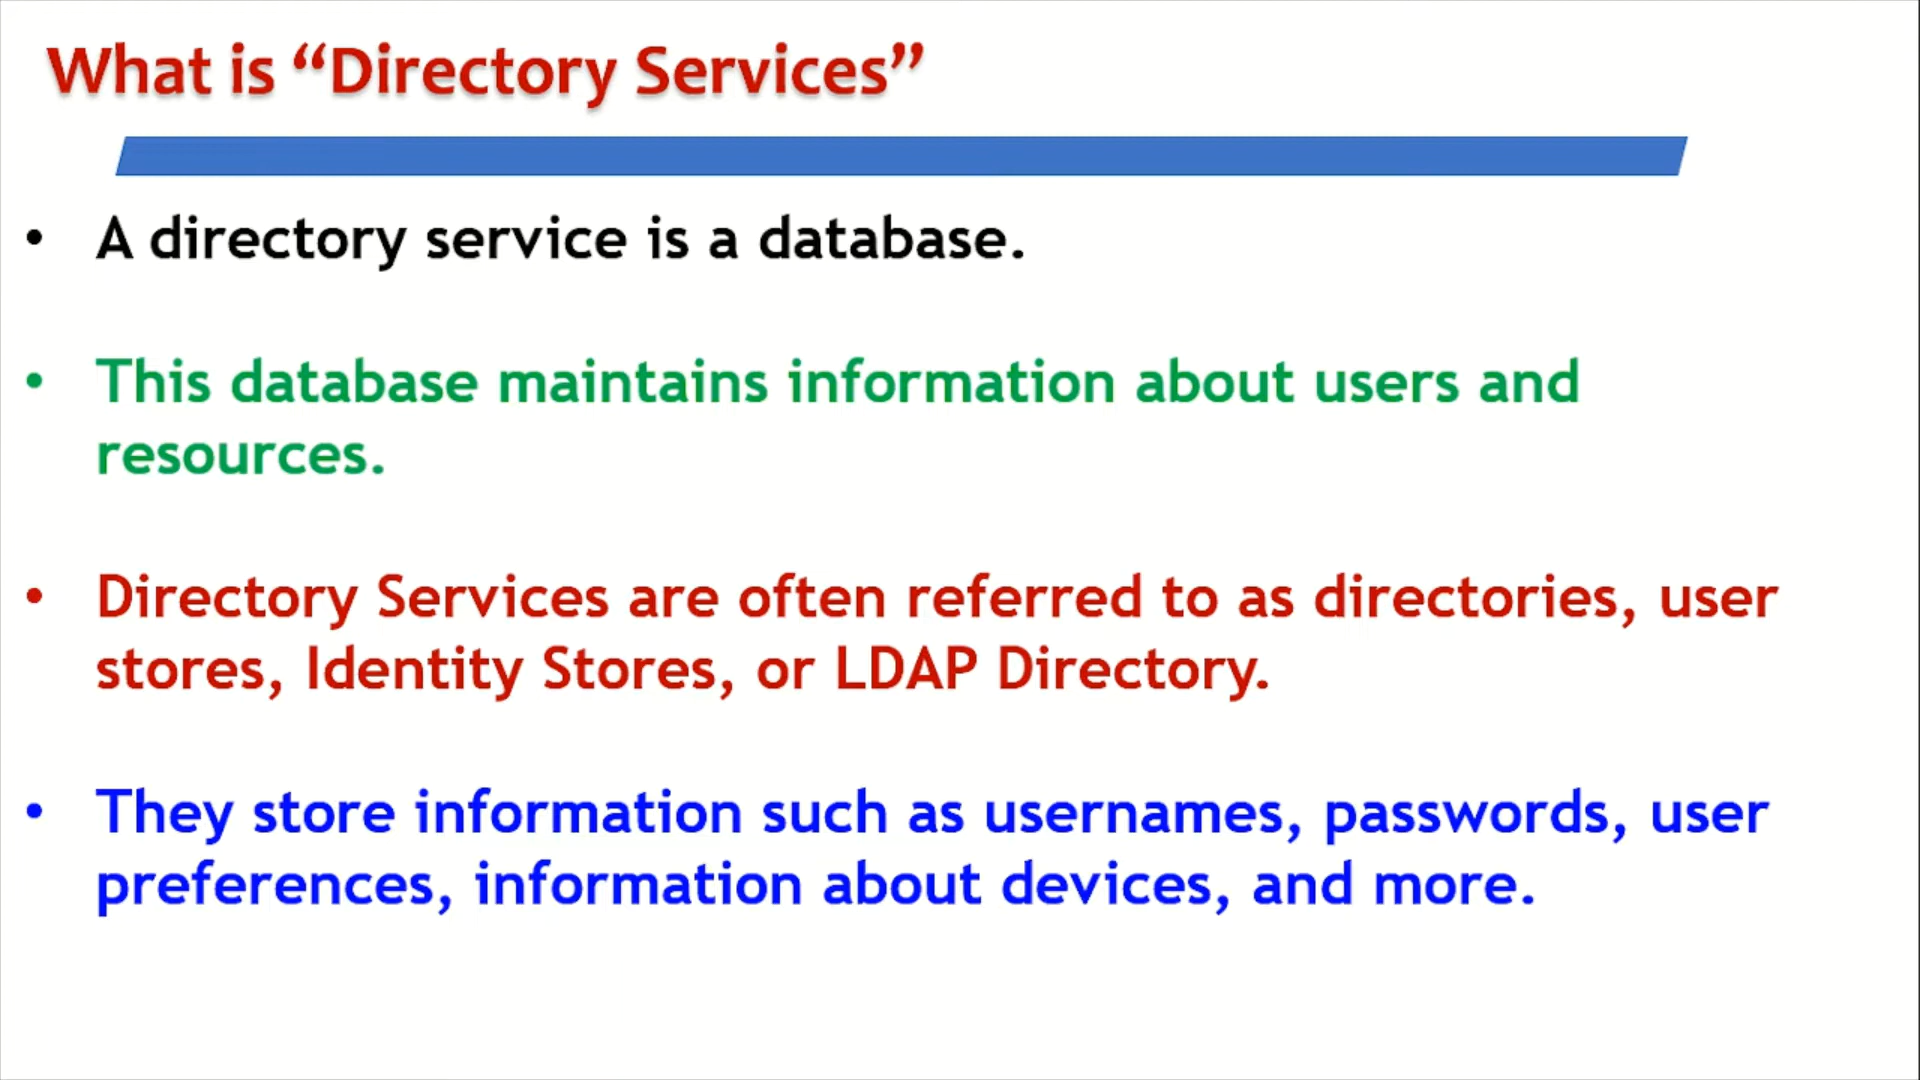 What is “Directory Services”
• A directory service is a database.
• This database maintains information about users and
resources.
• Directory Services are often referred to as directories, user
stores, Identity Stores, or LDAP Directory.
• They store information such as usernames, passwords, user
preferences, information about devices, and more.